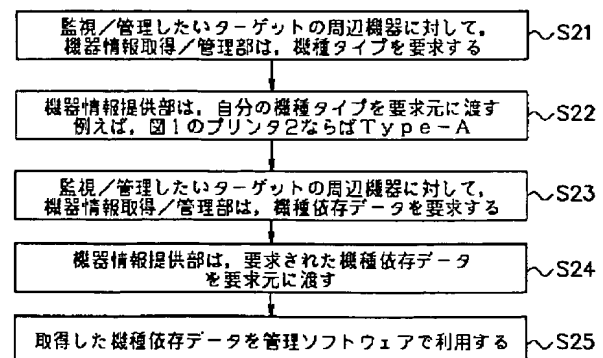 監視／管理したいターゲットの周辺機器に対して，
機器情報取得／管理部は，機種タイプを要求する
S21
機器情報提供部は，自分の機種タイプを要求元に渡す
例えば，図1のプリンタ2ならばType－A
S22
監視／管理したいターゲットの周辺機器に対して，
機器情報取得／管理部は，機種依存データを要求する
S23
機器情報提供部は，要求された機種依存データ
を要求元に渡す
S24
取得した機種依存データを管理ソフトウェアで利用する
S25